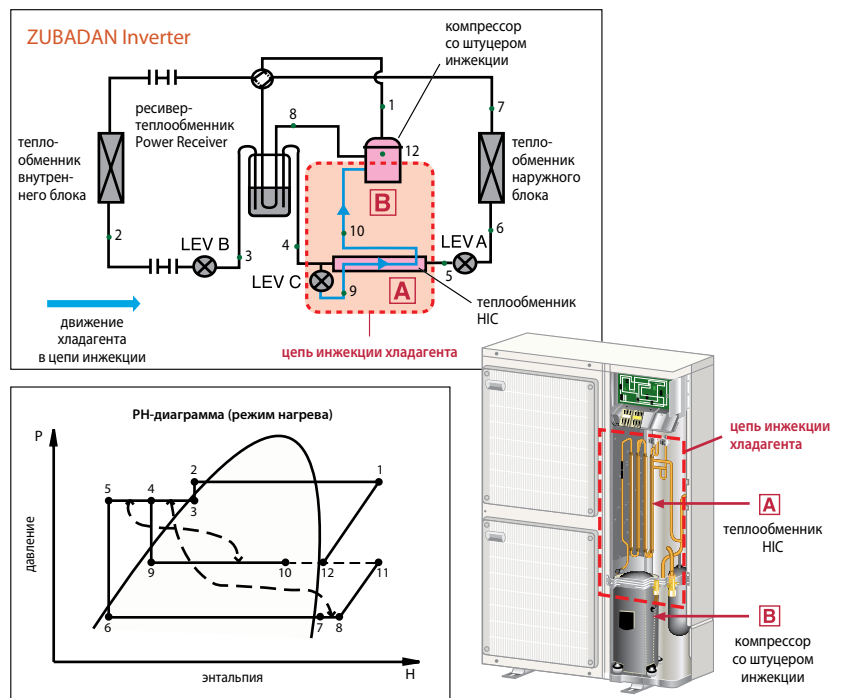 ZUBADAN Inverter
компрессор
со штуцером
инжекции
ресивер-
теплообменник
Power Receiver
8
1
7
12
тепло-
обменник
внутрен-
него блока
тепло-
обменник
наружного
блока
B
2
LEV B
3
4
10
LEV A
6
5
LEV C
9
A
теплообменник
HIC
движение
хладагента
в цепи инжекции
цепь инжекции хладагента
PH-диаграмма (режим нагрева)
P
давление
2
1
5
4
3
9
10
12
11
6
7
8
энтальпия
H
цепь инжекции
хладагента
A
теплообменник
HIC
B
компрессор
со штуцером
инжекции